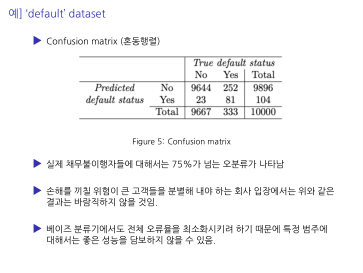 예] ‘default’ dataset
▶ Confusion matrix (혼동행렬)
True default status
No Yes Total
Predicted No 9644 252 9896
default status Yes 23 81 104
Total 9667 333 10000
Figure 5: Confusion matrix
▶ 실제 채무불이행자들에 대해서는 75%가 넘는 오분류가 나타남
▶ 손해를 끼칠 위험이 큰 고객들을 분별해 내야 하는 회사 입장에서는 위와 같은
결과는 바람직하지 않을 것임.
▶ 베이즈 분류기에서도 전체 오류율을 최소화시키려 하기 때문에 특정 범주에
대해서는 좋은 성능을 담보하지 않을 수 있음.